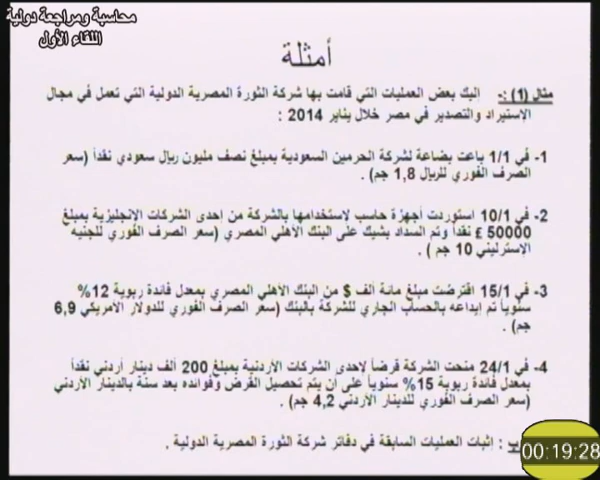 محاسبة ومراجعة دولية
اللقاء الأول
أمثلة
مثال (1) :- إليك بعض العمليات التي قامت بها شركة الثورة المصرية الدولية التي تعمل في مجال
الإستيراد والتصدير في مصر خلال يناير 2014 :
1- في 1/1 باعت بضاعة لشركة الحرمين السعودية بمبلغ نصف مليون ريال سعودي نقداً (سعر
الصرف الفوري للريال 1,8 جم) .
2- في 10/1 استوردت أجهزة حاسب لإستخدامها بالشركة من إحدى الشركات الإنجليزية بمبلغ
50000 £ نقداً وتم السداد بشيك على البنك الأهلي المصري (سعر الصرف الفوري للجنيه
الإسترليني 10 جم ) .
3- في 15/1 اقترضت مبلغ مائة ألف $ من البنك الأهلي المصري بمعدل فائدة ربوية 12%
سنوياً تم إيداعه بالحساب الجاري للشركة بالبنك (سعر الصرف الفوري للدولار الأمريكي 6,9
جم) .
4- في 24/1 منحت الشركة قرضاً لإحدى الشركات الأردنية بمبلغ 200 ألف دينار أردني نقداً
بمعدل فائدة ربوية 15% سنوياً على أن يتم تحصيل القرض وفوائده بعد سنة بالدينار الأردني
(سعر الصرف الفوري للدينار الأردني 4,2 جم) .
: إثبات العمليات السابقة في دفاتر شركة الثورة المصرية الدولية .
00:19:28